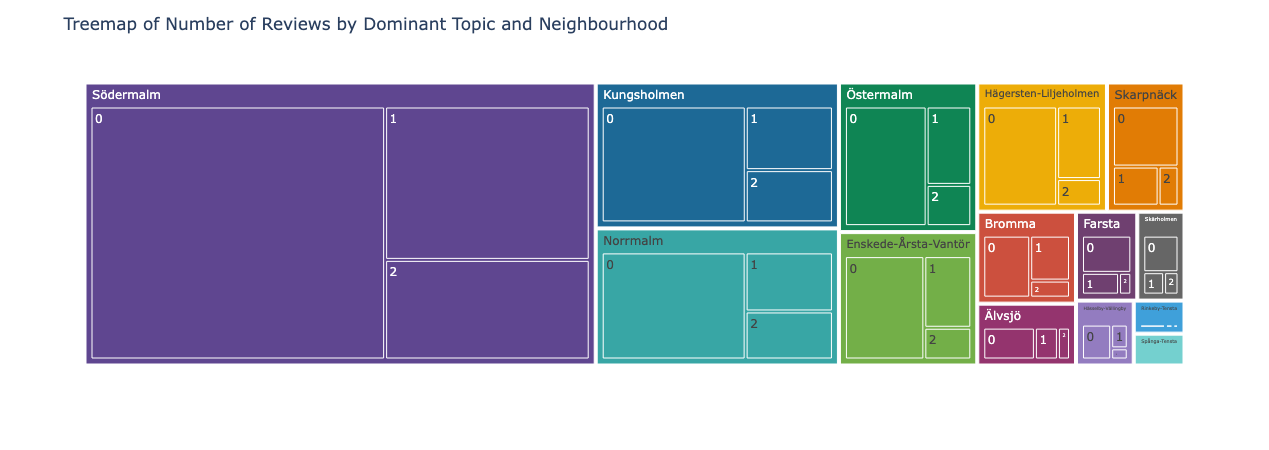 Treemap of Number of Reviews by Dominant Topic and Neighbourhood
Södermalm
0
1
2
Kungsholmen
0
1
2
Norrmalm
0
1
2
Östermalm
0
1
2
Enskede-Årsta-Vantör
0
1
2
Hägersten-Liljeholmen
0
1
2
Skarpnäck
0
1
2
Bromma
0
1
2
Älvsjö
0
1
2
Farsta
0
1
2
Skärholmen
0
1
2
Hässelby-Vällingby
0
1
Rinkeby-Tensta
Spånga-Tensta